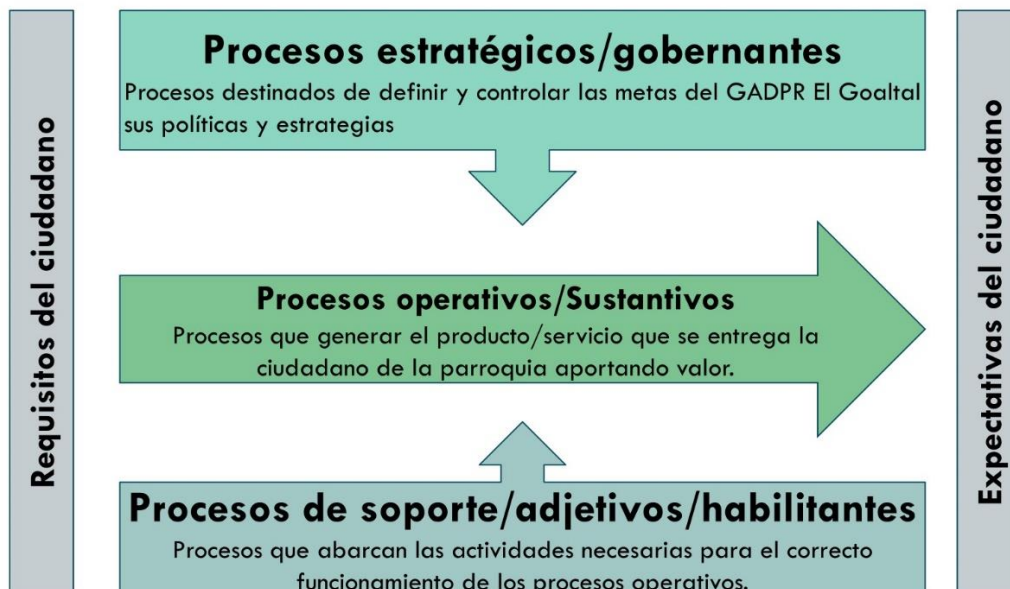 Requisitos del ciudadano
Procesos estratégicos/gobernantes
Procesos destinados de definir y controlar las metas del GADPR El Goaltal
sus políticas y estrategias
Procesos operativos/Sustantivos
Procesos que generar el producto/servicio que se entrega la
ciudadano de la parroquia aportando valor.
Procesos de soporte/adjetivos/habilitantes
Procesos que abarcan las actividades necesarias para el correcto
funcionamiento de los procesos operativos.
Expectativas del ciudadano